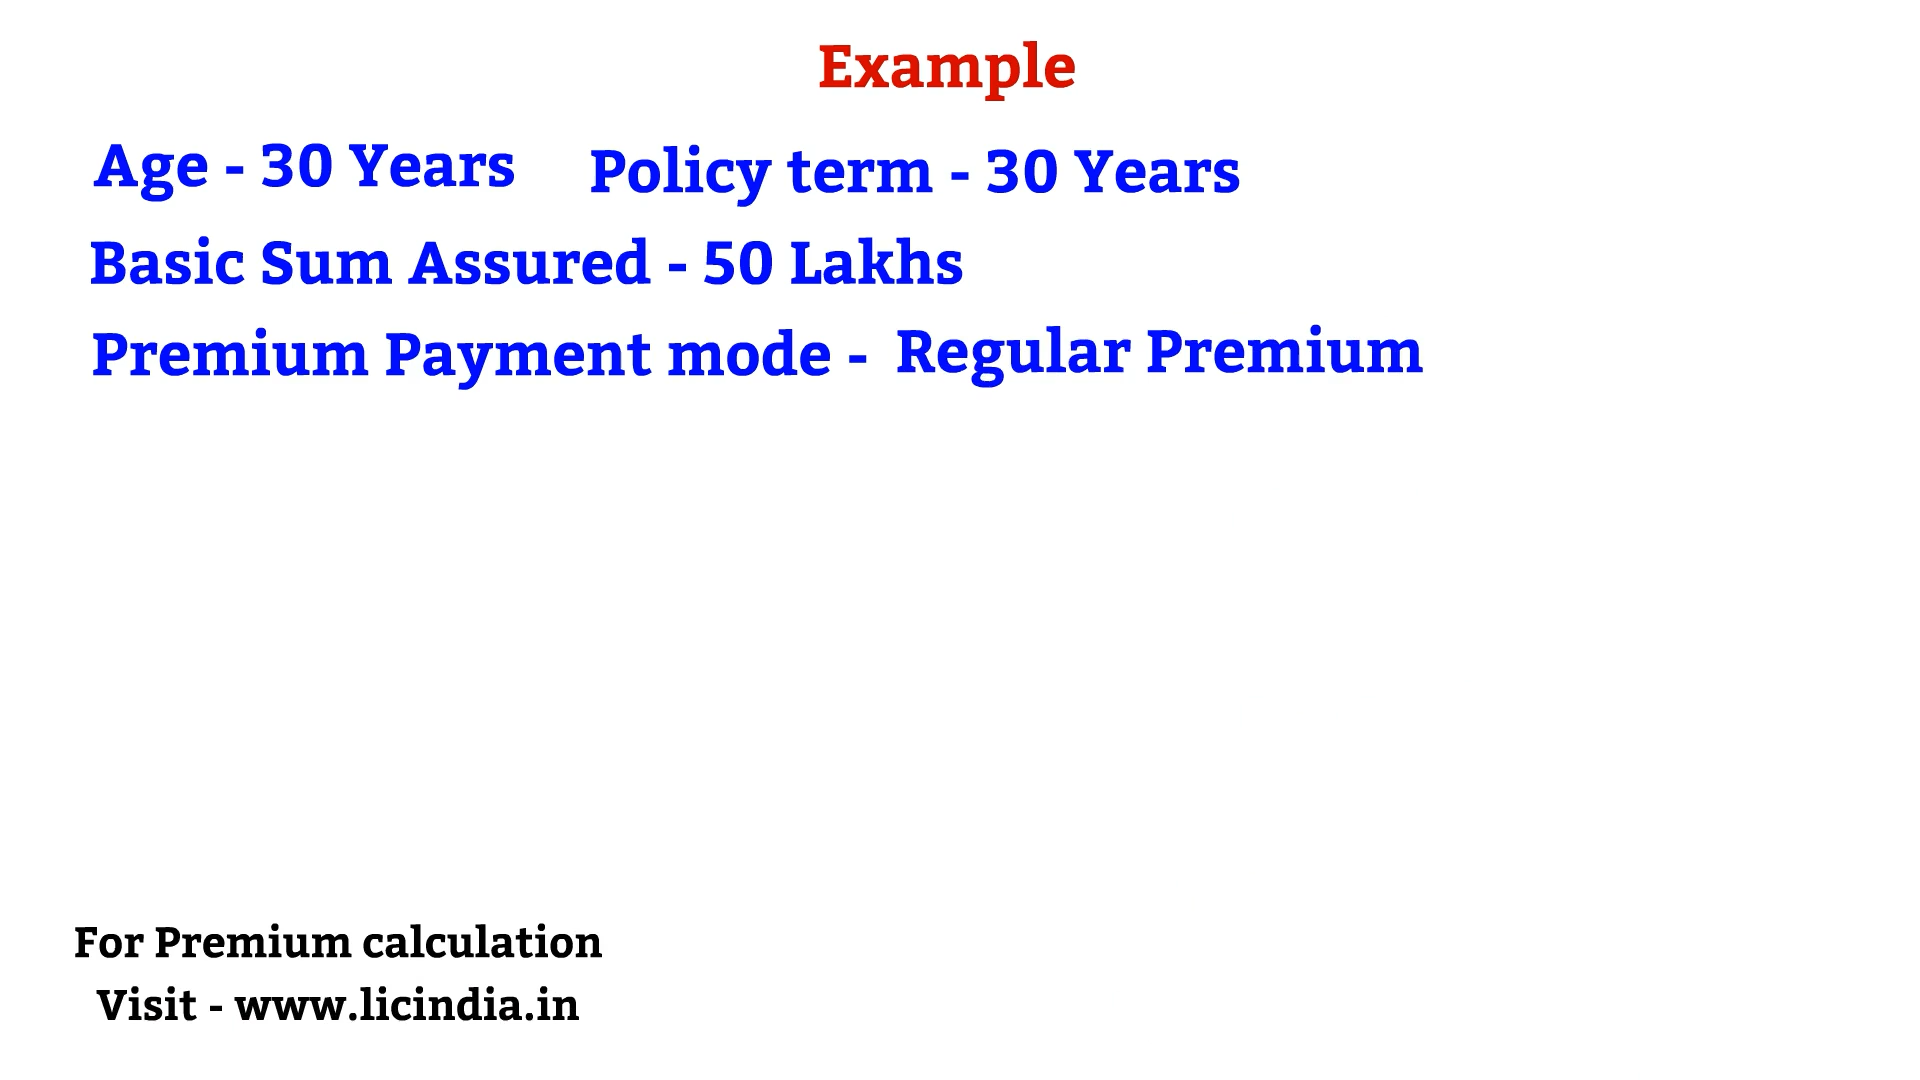 Example
Age - 30 Years Policy term - 30 Years
Basic Sum Assured - 50 Lakhs
Premium Payment mode - Regular Premium
For Premium calculation
Visit - www.licindia.in